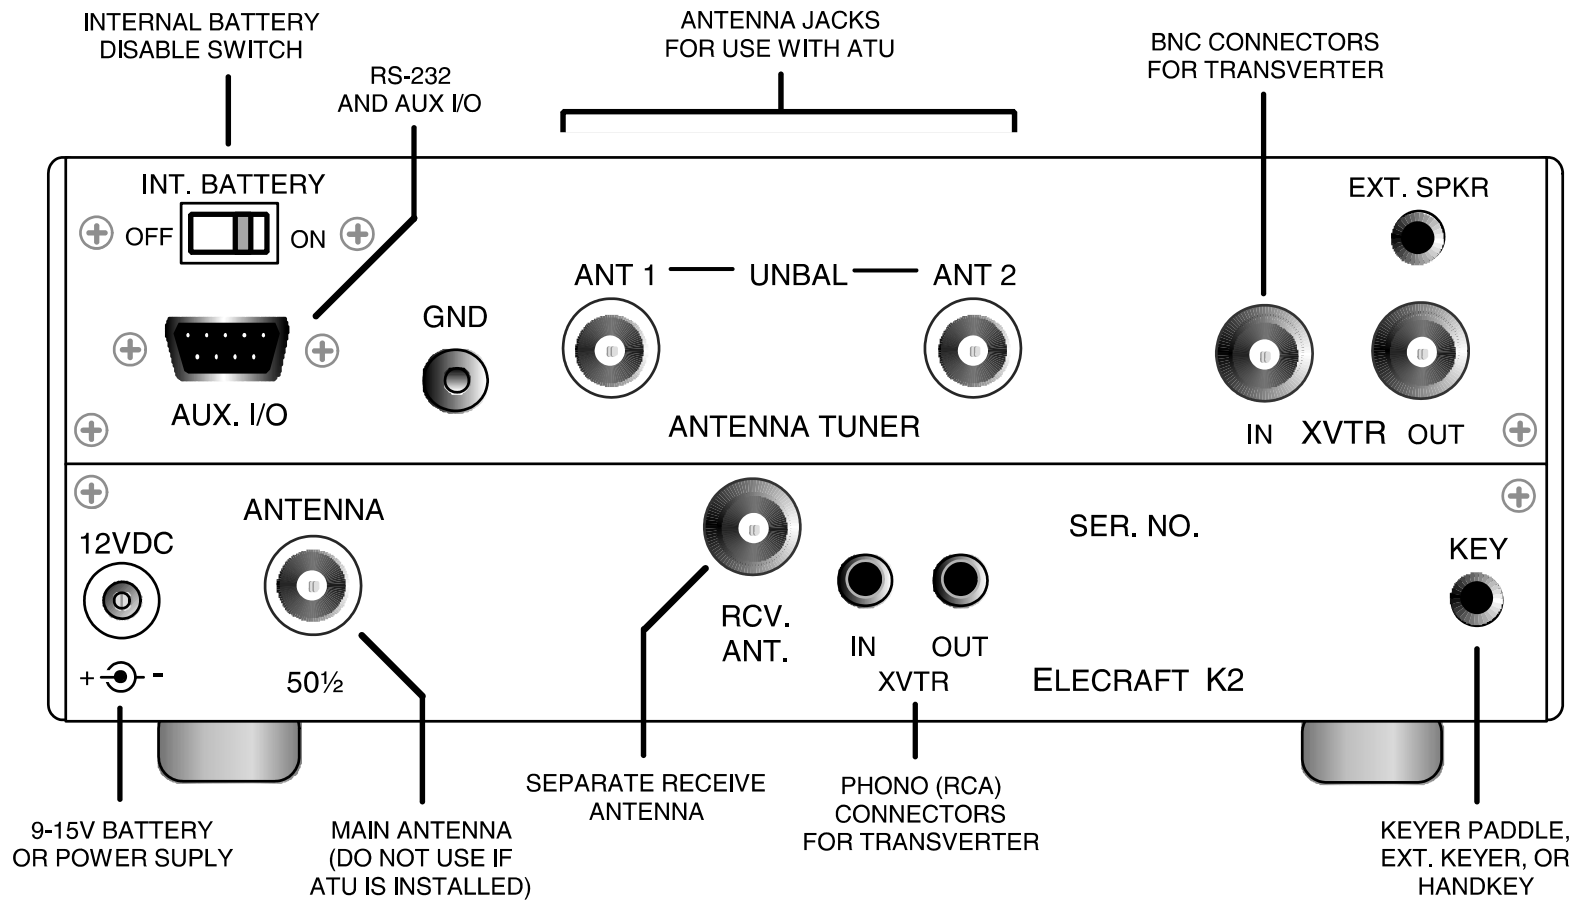 INTERNAL BATTERY
DISABLE SWITCH
RS-232
AND AUX I/O
ANTENNA JACKS
FOR USE WITH ATU
BNC CONNECTORS
FOR TRANSVERTER
INT. BATTERY
OFF
ON
EXT. SPKR
ANT 1
UNBAL
ANT 2
GND
AUX. I/O
ANTENNA TUNER
IN XVTR OUT
ANTENNA
12VDC
SER. NO.
KEY
RCV.
ANT.
IN
OUT
XVTR
+ -
50½
ELECRAFT K2
SEPARATE RECEIVE
ANTENNA
PHONO (RCA)
CONNECTORS
FOR TRANSVERTER
9-15V BATTERY
OR POWER SUPLY
MAIN ANTENNA
(DO NOT USE IF
ATU IS INSTALLED)
KEYER PADDLE,
EXT. KEYER, OR
HANDKEY